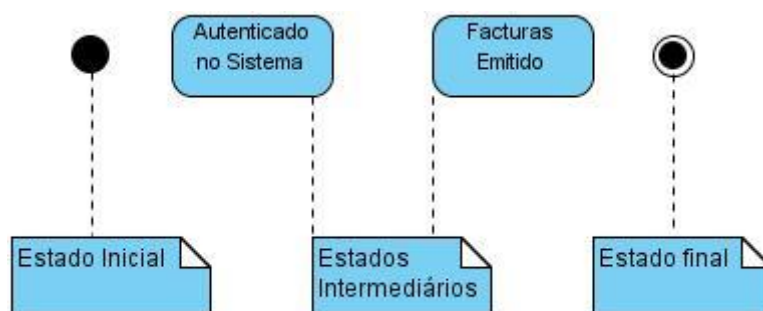 Autenticado
no Sistema
Facturas
Emitido
Estado Inicial
Estados
Intermediários
Estado final